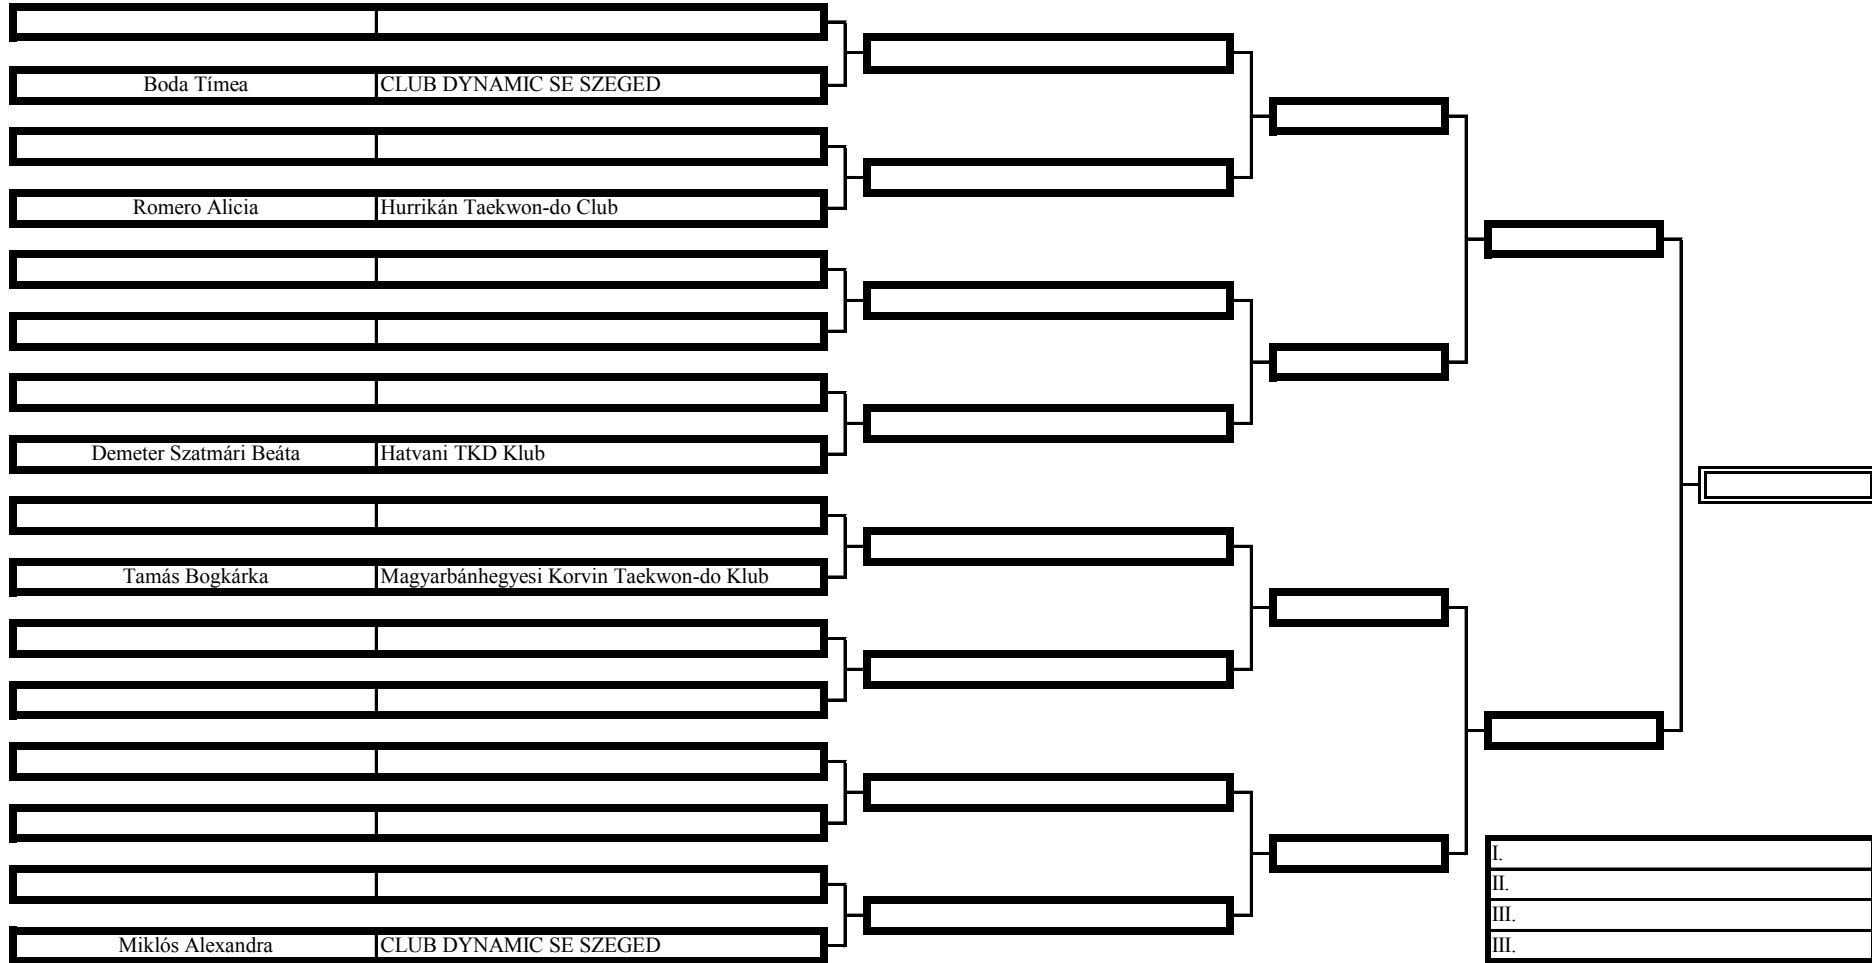 Boda Tímea CLUB DYNAMIC SE SZEGED
Romero Alicia Hurrikán Taekwon-do Club
Demeter Szatmári Beáta Hatvani TKD Klub
Tamás Bogkárka Magyarbánhegyesi Korvin Taekwon-do Klub
Miklós Alexandra CLUB DYNAMIC SE SZEGED
I.
II.
III.
III.